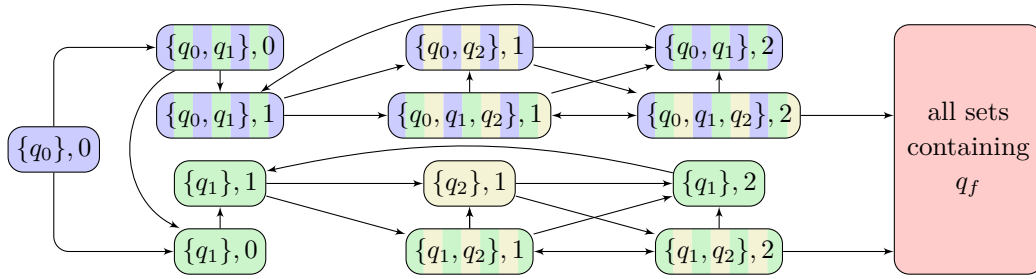 {q₀, q₁}, 0
{q₀, q₂}, 1
{q₀, q₁}, 2
{q₀, q₁}, 1
{q₀, q₁, q₂}, 1
{q₀, q₁, q₂}, 2
{q₀}, 0
{q₁}, 1
{q₂}, 1
{q₁}, 2
{q₁}, 0
{q₁, q₂}, 1
{q₁, q₂}, 2
all sets
containing
q_f